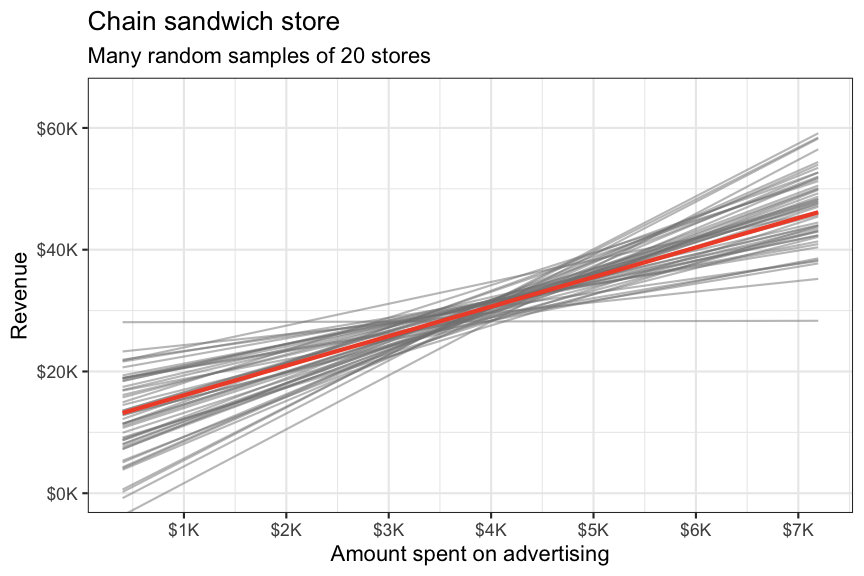 Chain sandwich store
Many random samples of 20 stores
$60K
$40K
$20K
$0K
Revenue
$1K $2K $3K $4K $5K $6K $7K
Amount spent on advertising